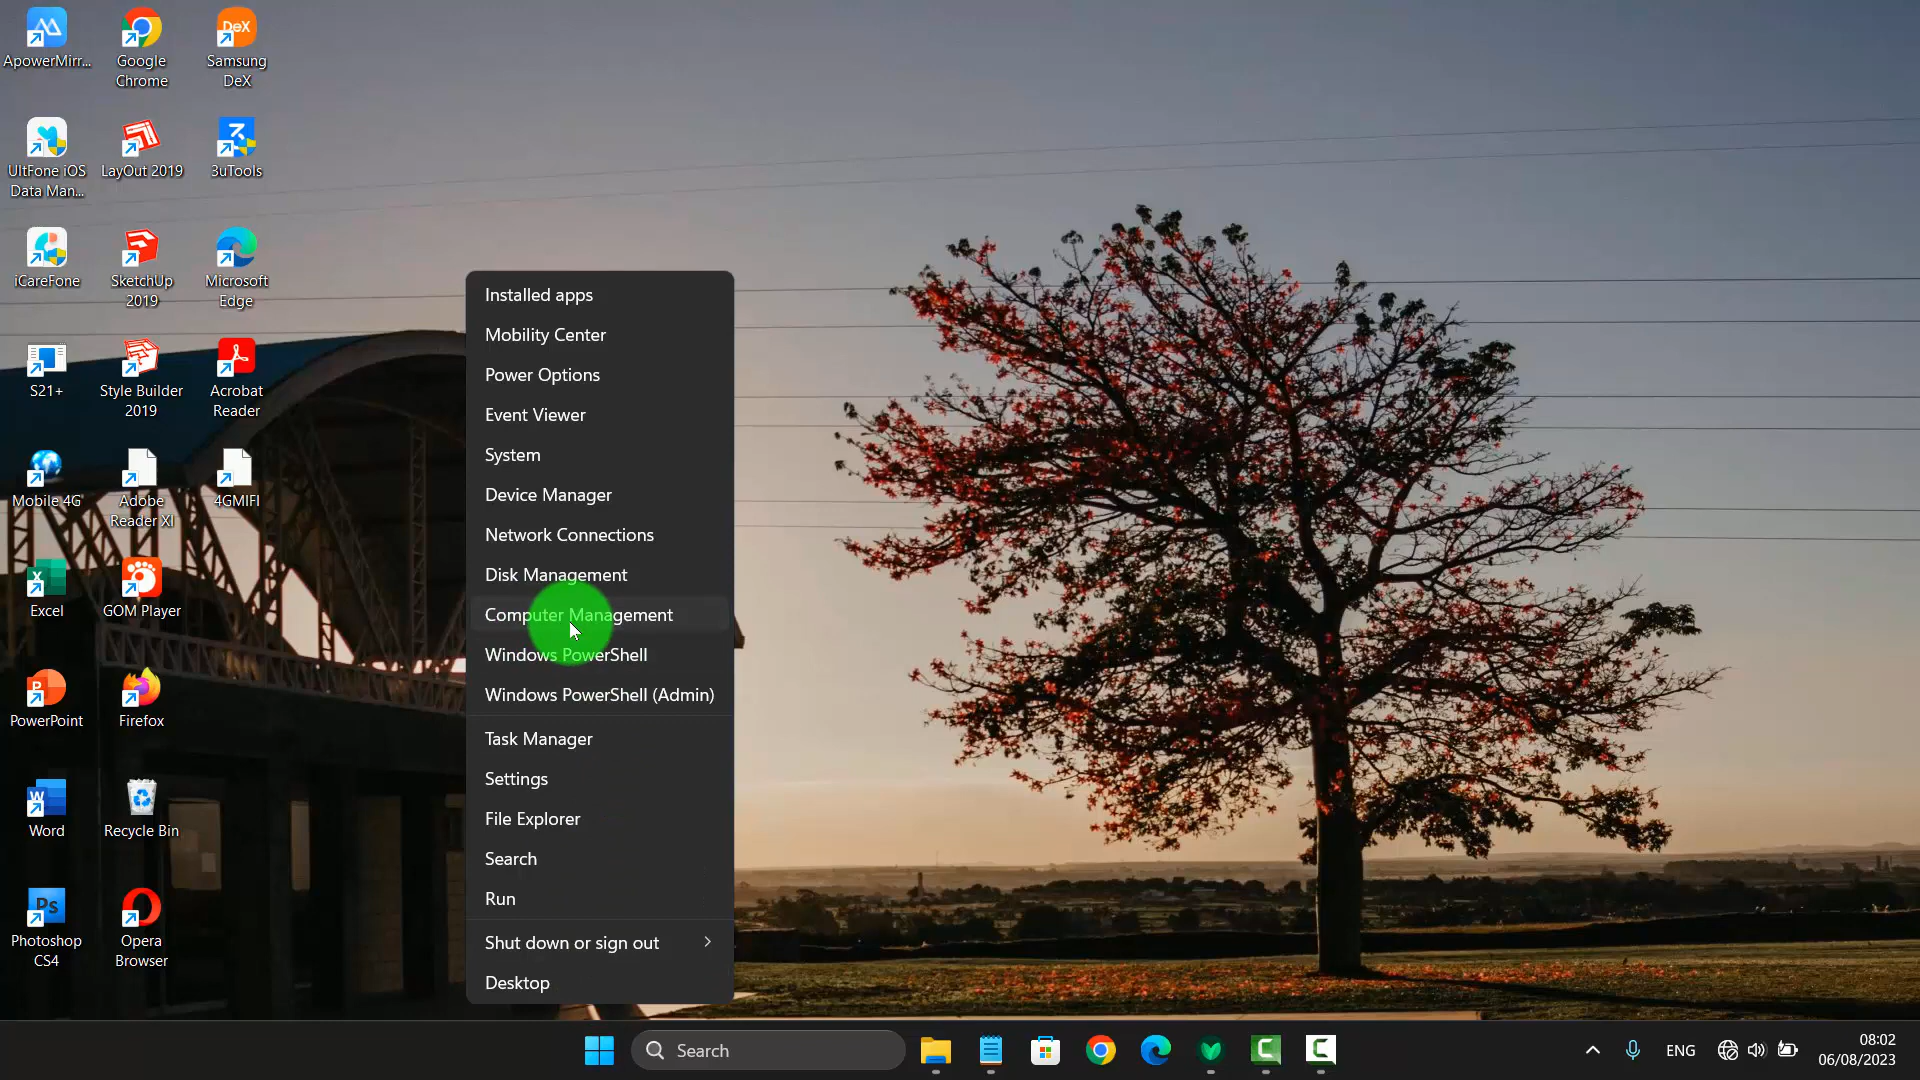 ApowerMirr...
Google
Chrome
Samsung
DeX
DeX
UltFone iOS
Data Man...
LayOut 2019
3uTools
iCareFone
SketchUp
2019
Microsoft
Edge
S21+
Style Builder
2019
Acrobat
Reader
Mobile 4G
Adobe
Reader XI
4GMIFI
Excel
GOM Player
PowerPoint
Firefox
Word
Recycle Bin
Ps
Photoshop
CS4
Opera
Browser
Installed apps
Mobility Center
Power Options
Event Viewer
System
Device Manager
Network Connections
Disk Management
Computer Management
Windows PowerShell
Windows PowerShell (Admin)
Task Manager
Settings
File Explorer
Search
Run
Shut down or sign out
Desktop
Search
ENG
08:02
06/08/2023